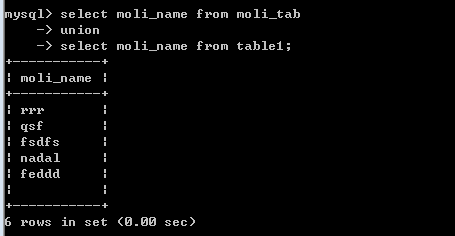 mysql> select moli_name from moli_tab
-> union
-> select moli_name from table1;
+-----------+
| moli_name |
+-----------+
| rrr       |
| qsf       |
| fsdfs     |
| nadal     |
| feddd     |
|           |
+-----------+
6 rows in set (0.00 sec)